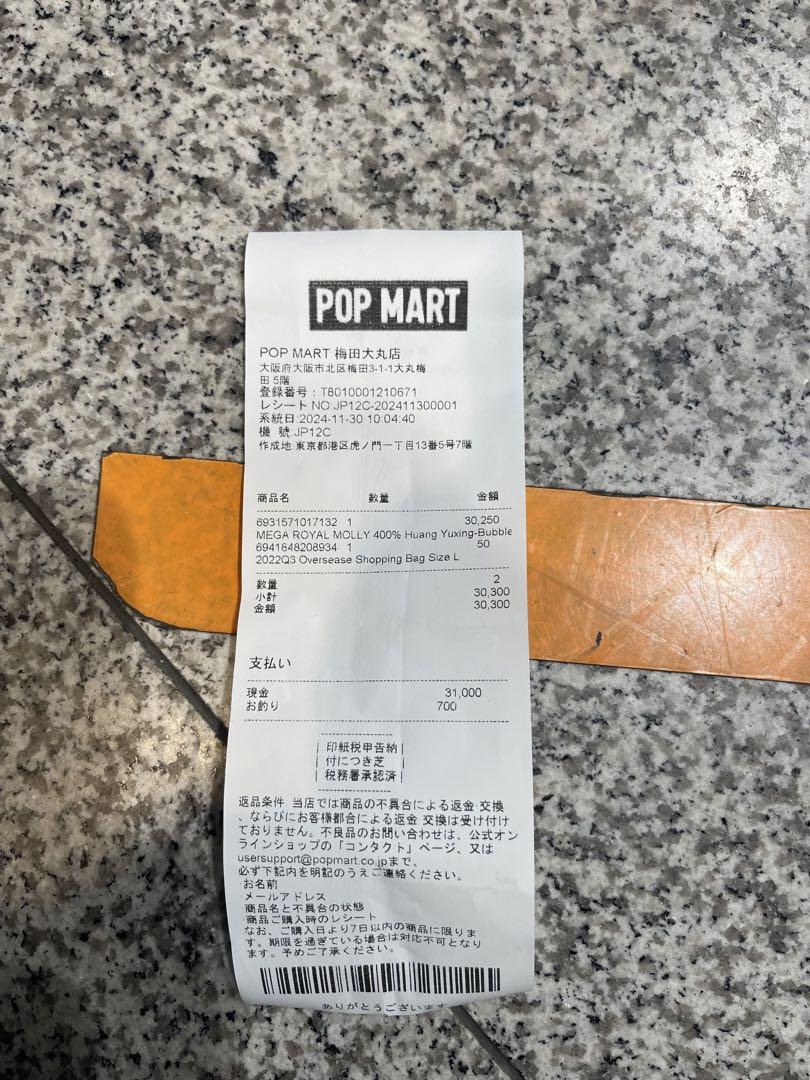 POP MART
POP MART 梅田大丸店
大阪府大阪市北区梅田3-1-1大丸梅
田 5階
登録番号：T8010001210671
レシート NO:JP12C-202411300001
系統日:2024-11-30 10:04:40
機 號:JP12C
作成地:東京都港区虎ノ門一丁目13番5号7階
商品名 数量 金額
6931571017132 1 30,250
MEGA ROYAL MOLLY 400% Huang Yuxing-Bubble
6941848208934 1 50
2022Q3 Oversease Shopping Bag Size L
数量 2
小計 30,300
金額 30,300
支払い
現金 31,000
お釣り 700
印紙税申告納
付につき芝
税務署承認済
返品条件 当店では商品の不具合による返金 交換
、ならびにお客様都合による返金 交換は受け付け
ておりません。不良品のお問い合わせは、公式オン
ラインショップの「コンタクト」ページ、又は
usersupport@popmart.co.jpまで、
必ず下記内を明記のうえご連絡ください。
·お名前
·メールアドレス
·商品名と不具合の状態
·商品ご購入時のレシート
なお、ご購入日より7日以内の商品に限りま
す。期限を過ぎている場合は対応不可となり
ます。予めご了承ください。
ありがとうございます